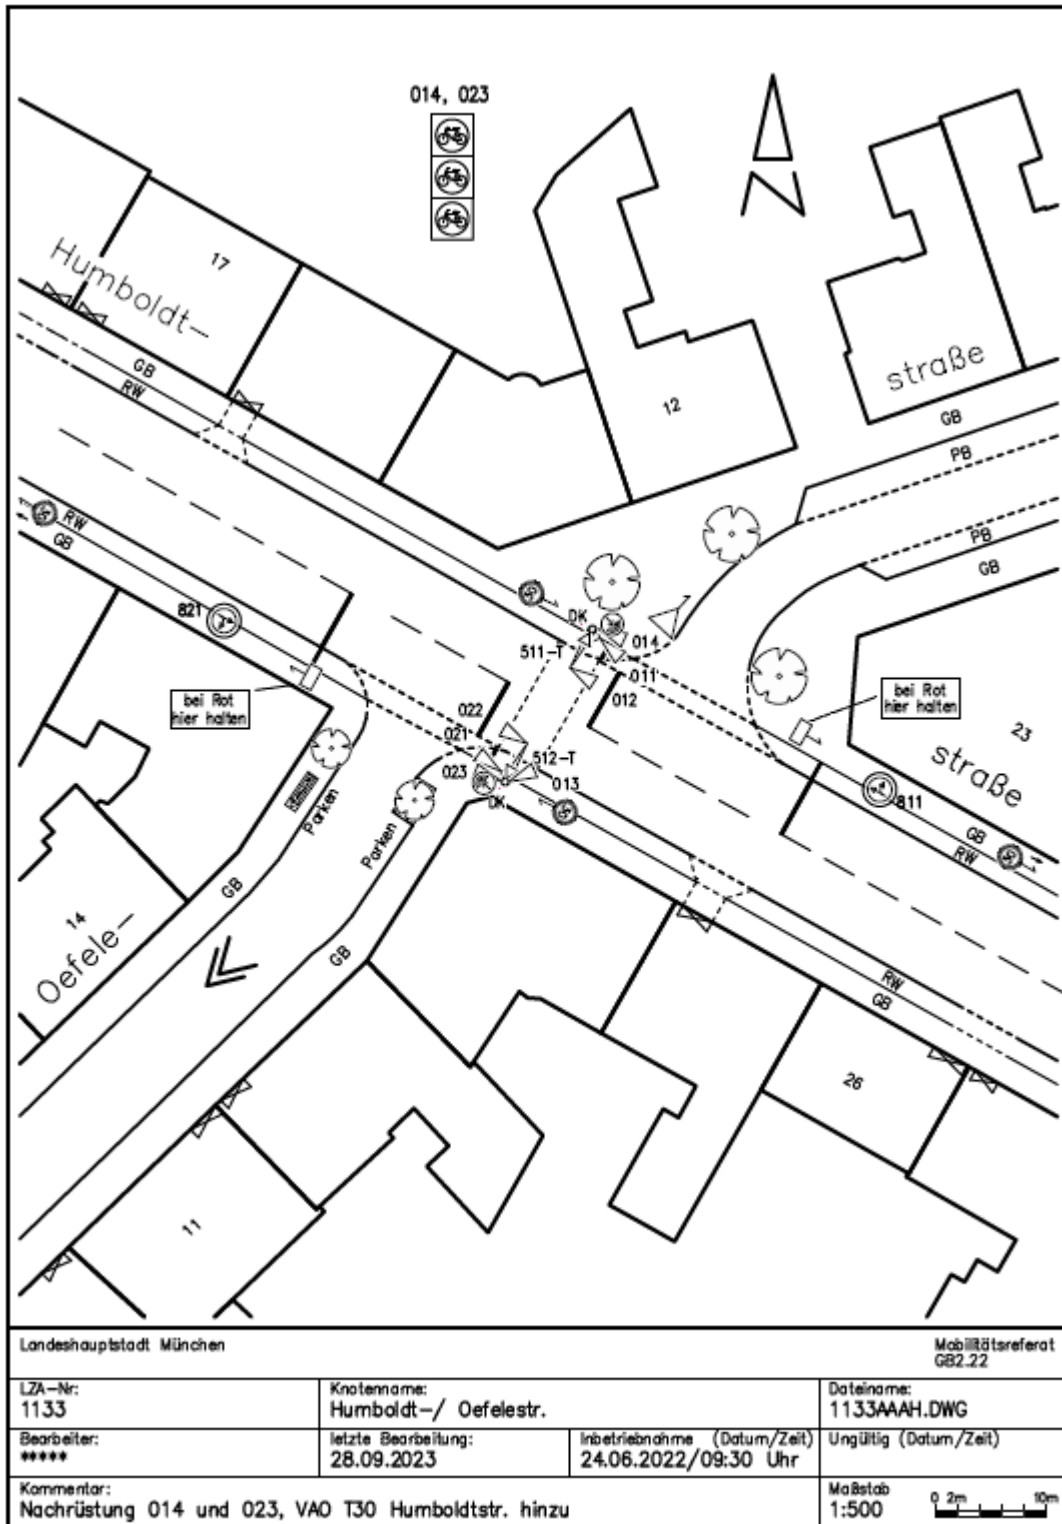 014, 023
17
Humboldt-
straße
12
GB
RW
GB
PB
PB
GB
RW
GB
821
DK
014
511-T
011
012
bei Rot
hier halten
bei Rot
hier halten
022
021
512-T
023
013
DK
23
straße
811
GB
RW
Parken
Parken
GB
14
Oefele-
GB
RW
GB
26
11
Landeshauptstadt München
Mobilitätsreferat
GB2.22
LZA-Nr:
1133
Knotenname:
Humboldt-/ Oefelestr.
Dateiname:
1133AAAH.DWG
Bearbeiter:
*****
letzte Bearbeitung:
28.09.2023
Inbetriebnahme (Datum/Zeit)
24.06.2022/09:30 Uhr
Ungültig (Datum/Zeit)
Kommentar:
Nachrüstung 014 und 023, VAO T30 Humboldtstr. hinzu
Maßstab
1:500
0 2m 10m